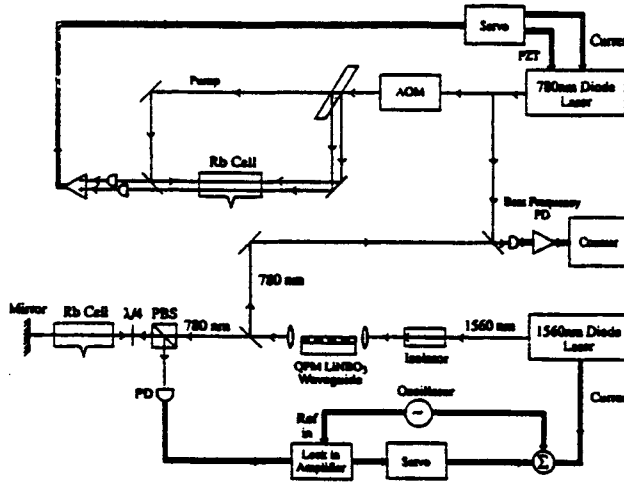 Servo
Current
PZT
Pump
AOM
780nm Diode
Laser
Rb Cell
Beat Frequency
PD
Counter
780 nm
Mirror
Rb Cell
λ/4
PBS
780 nm
1560 nm
1560nm Diode
Laser
QPM LiNBO₃
Waveguide
Isolator
PD
Oscillator
~
Current
Ref
in
Lock in
Amplifier
Servo
Σ